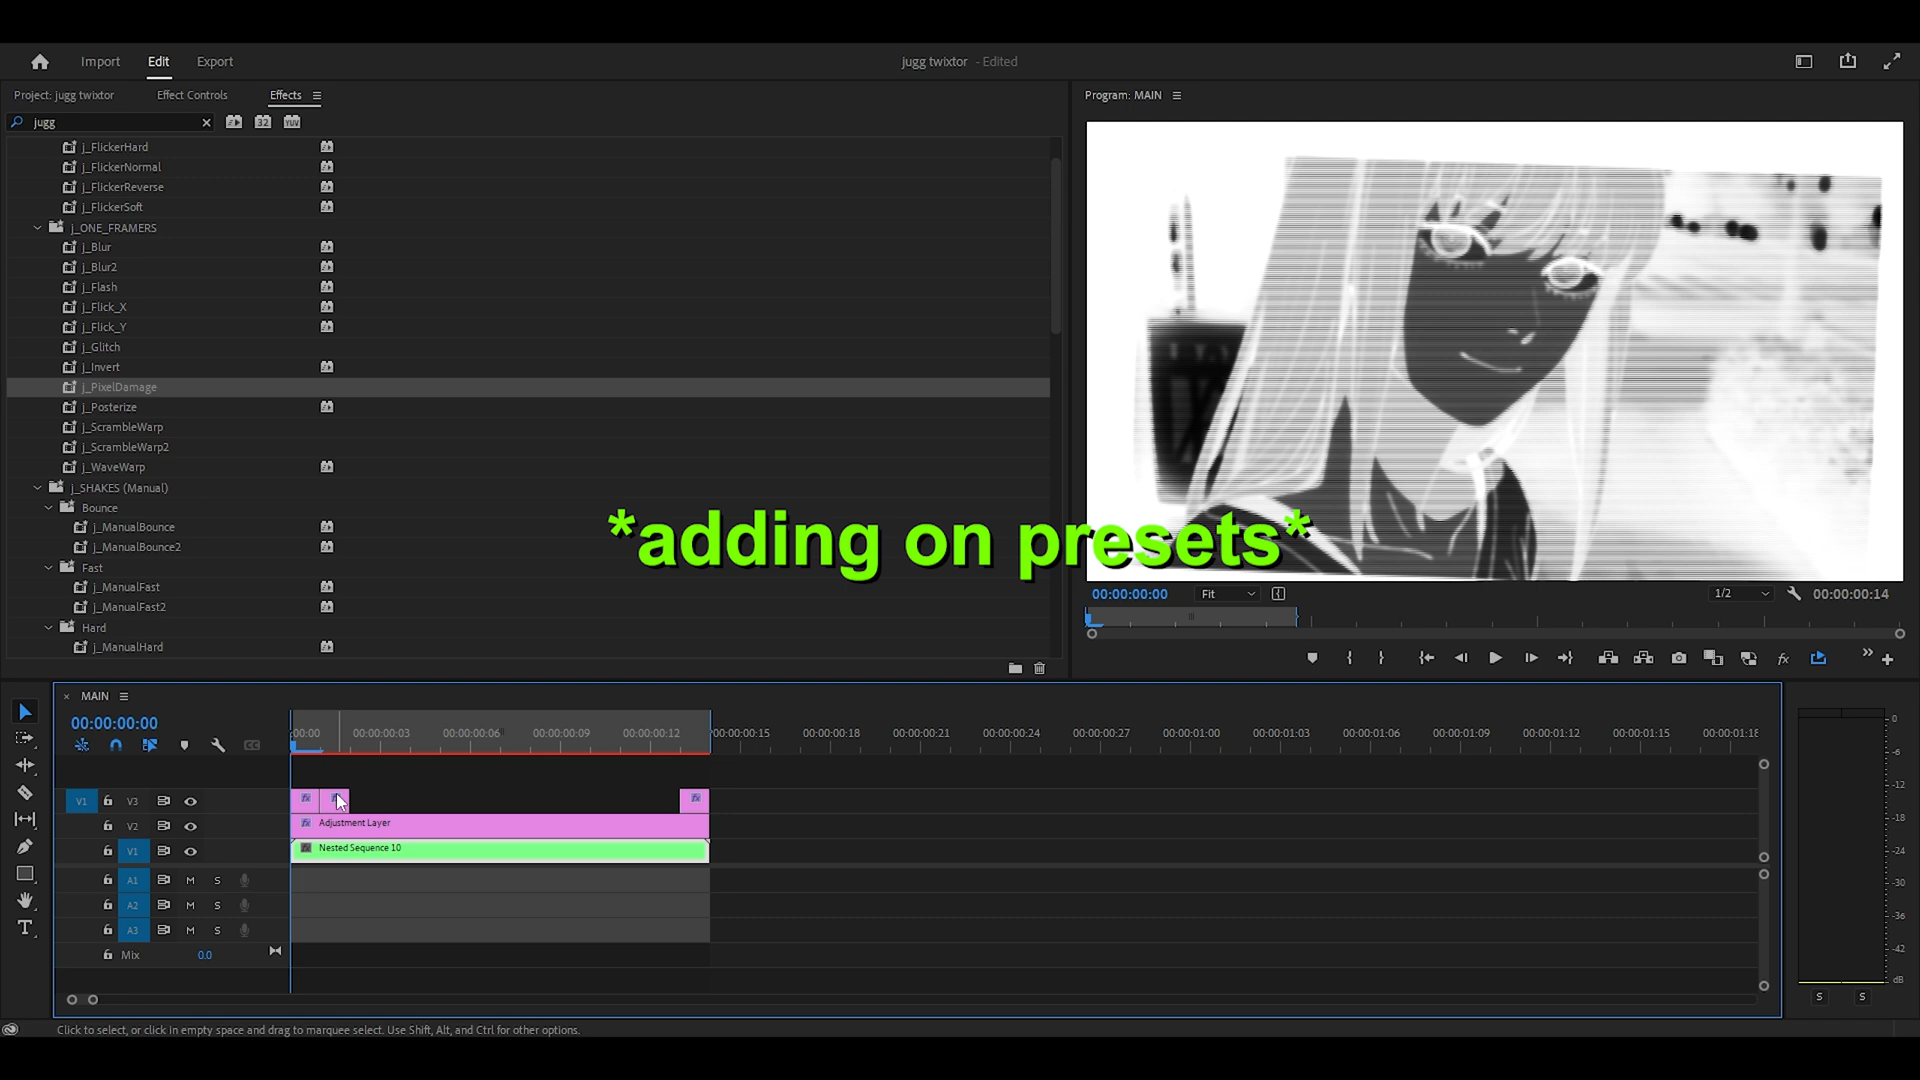 Import Edit Export
jugg twixtor - Edited
Project: jugg twixtor Effect Controls Effects
Program: MAIN
jugg
32 YUV
j_FlickerHard
j_FlickerNormal
j_FlickerReverse
j_FlickerSoft
j_ONE_FRAMERS
j_Blur
j_Blur2
j_Flash
j_Flick_X
j_Flick_Y
j_Glitch
j_Invert
j_PixelDamage
j_Posterize
j_ScrambleWarp
j_ScrambleWarp2
j_WaveWarp
j_SHAKES (Manual)
Bounce
j_ManualBounce
j_ManualBounce2
Fast
j_ManualFast
j_ManualFast2
Hard
j_ManualHard
*adding on presets*
00:00:00:00 Fit 1/2 00:00:00:14
fx
MAIN
00:00:00:00
:00:00 00:00:00:03 00:00:00:06 00:00:00:09 00:00:00:12 00:00:00:15 00:00:00:18 00:00:00:21 00:00:00:24 00:00:00:27 00:00:01:00 00:00:01:03 00:00:01:06 00:00:01:09 00:00:01:12 00:00:01:15 00:00:01:18
CC
V1 V3
fx fx fx
V2
fx Adjustment Layer
V1
fx Nested Sequence 10
A1 M S
A2 M S
A3 M S
Mix 0.0
0
-6
-12
-18
-24
-30
-36
-42
dB
S S
Click to select, or click in empty space and drag to marquee select. Use Shift, Alt, and Ctrl for other options.